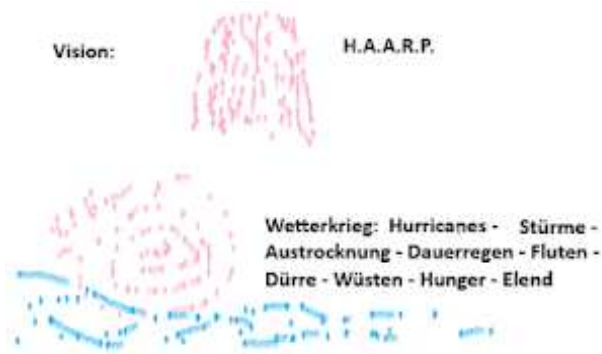 Vision: H.A.A.R.P.
Wetterkrieg: Hurricanes - Stürme -
Austrocknung - Dauerregen - Fluten -
Dürre - Wüsten - Hunger - Elend